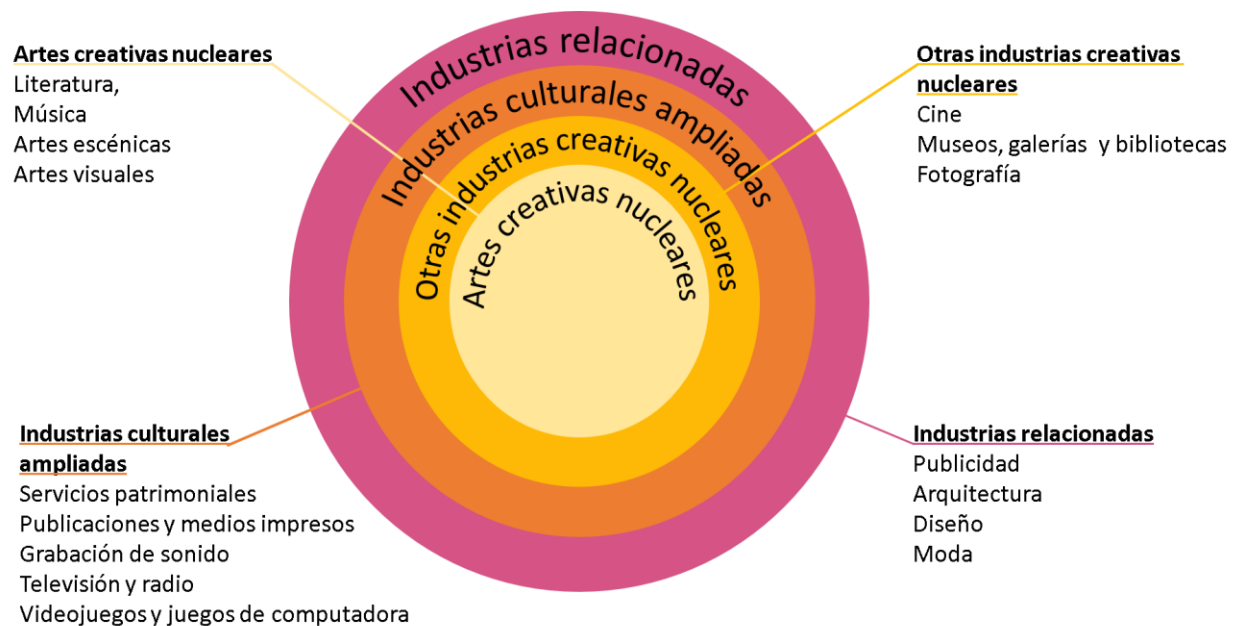 Artes creativas nucleares
Literatura,
Música
Artes escénicas
Artes visuales
Otras industrias creativas
nucleares
Cine
Museos, galerías y bibliotecas
Fotografía
Industrias relacionadas
Industrias culturales ampliadas
Otras industrias creativas nucleares
Artes creativas nucleares
Industrias culturales
ampliadas
Servicios patrimoniales
Publicaciones y medios impresos
Grabación de sonido
Televisión y radio
Videojuegos y juegos de computadora
Industrias relacionadas
Publicidad
Arquitectura
Diseño
Moda